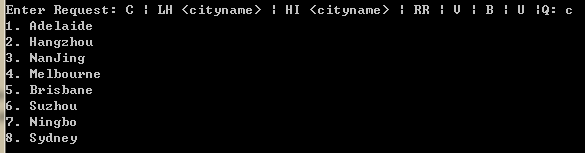 Enter Request: C ¦ LH <cityname> ¦ HI <cityname> ¦ RR ¦ V ¦ B ¦ U ¦Q: c
1. Adelaide
2. Hangzhou
3. NanJing
4. Melbourne
5. Brisbane
6. Suzhou
7. Ningbo
8. Sydney